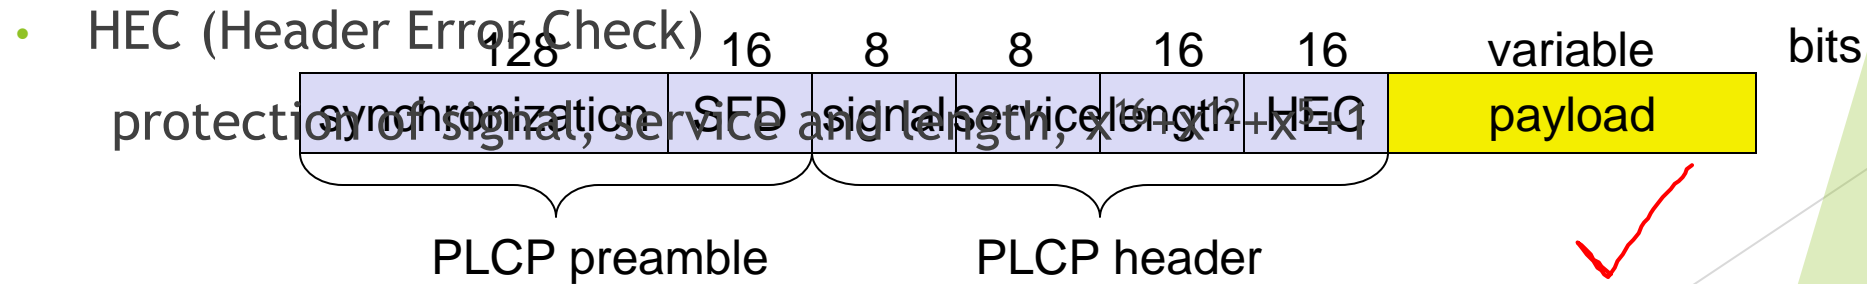 • HEC (Header Error Check)
128 16 8 8 16 16 variable bits
protection of signal, service and length, x¹⁶+x¹²+x⁵+1
synchronization SFD signal service length HEC payload
PLCP preamble PLCP header